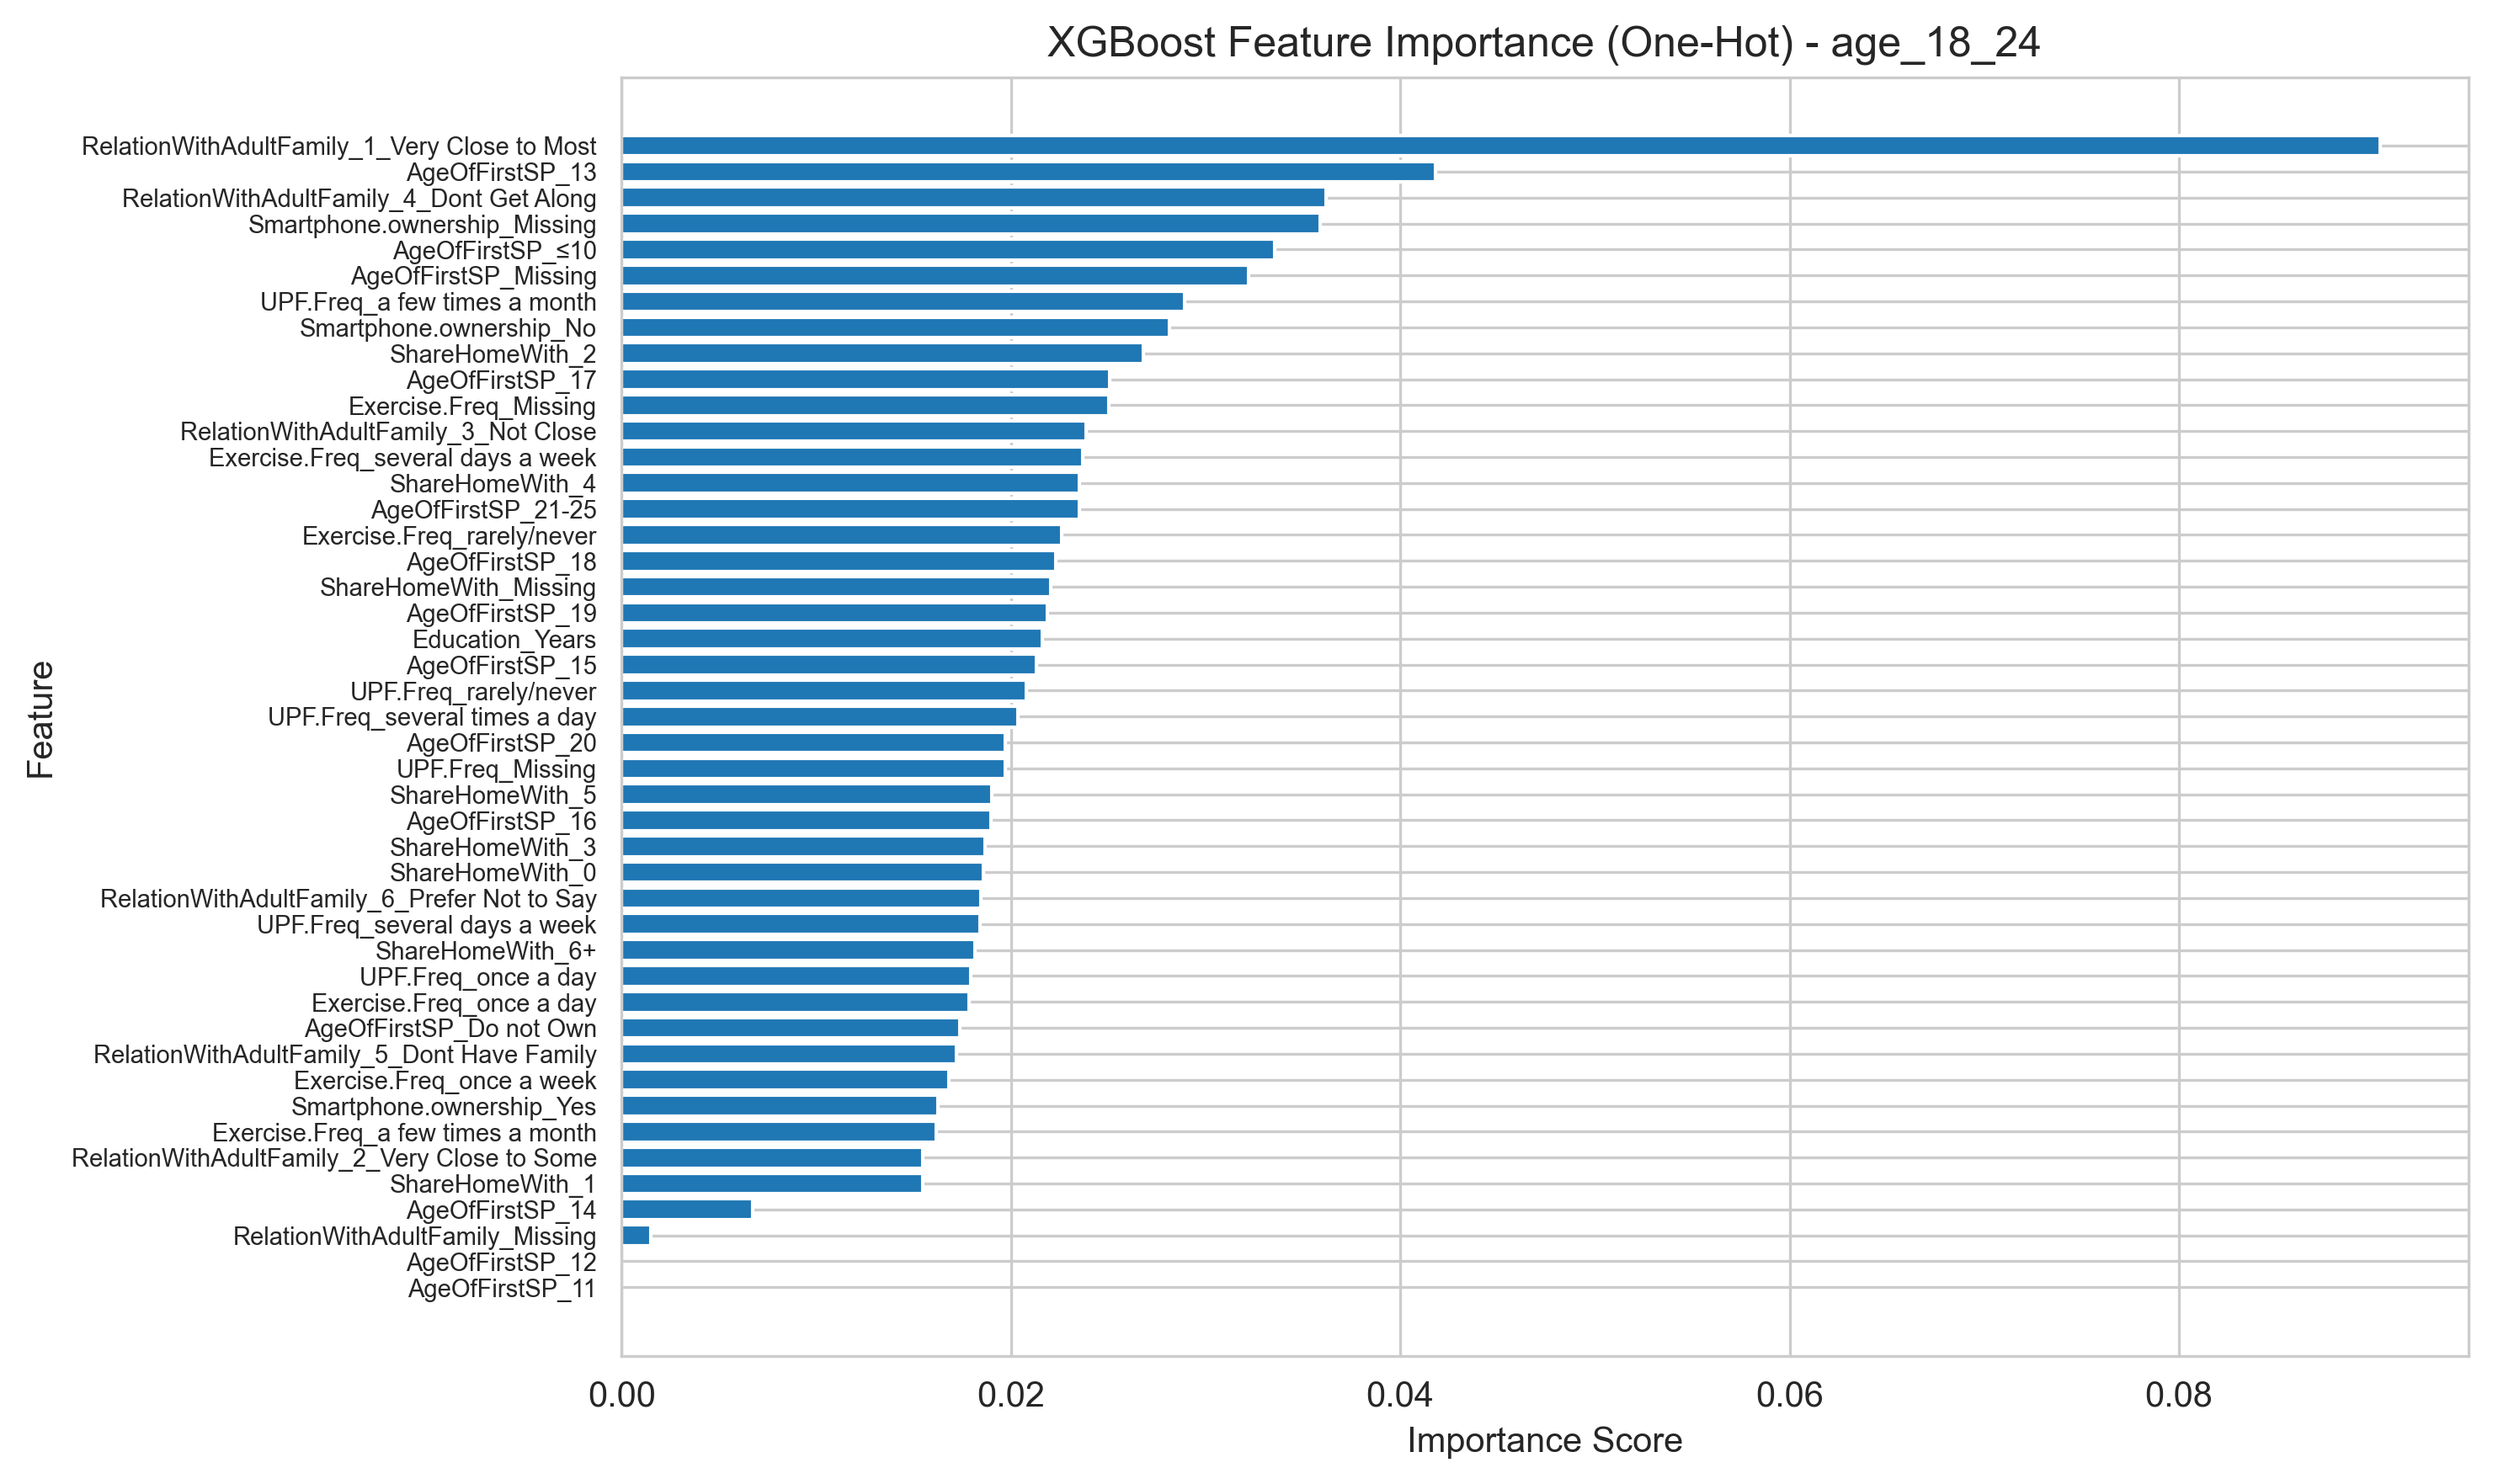 XGBoost Feature Importance (One-Hot) - age_18_24
RelationWithAdultFamily_1_Very Close to Most
AgeOfFirstSP_13
RelationWithAdultFamily_4_Dont Get Along
Smartphone.ownership_Missing
AgeOfFirstSP_≤10
AgeOfFirstSP_Missing
UPF.Freq_a few times a month
Smartphone.ownership_No
ShareHomeWith_2
AgeOfFirstSP_17
Exercise.Freq_Missing
RelationWithAdultFamily_3_Not Close
Exercise.Freq_several days a week
ShareHomeWith_4
AgeOfFirstSP_21-25
Exercise.Freq_rarely/never
AgeOfFirstSP_18
ShareHomeWith_Missing
AgeOfFirstSP_19
Education_Years
AgeOfFirstSP_15
UPF.Freq_rarely/never
UPF.Freq_several times a day
AgeOfFirstSP_20
UPF.Freq_Missing
ShareHomeWith_5
AgeOfFirstSP_16
ShareHomeWith_3
ShareHomeWith_0
RelationWithAdultFamily_6_Prefer Not to Say
UPF.Freq_several days a week
ShareHomeWith_6+
UPF.Freq_once a day
Exercise.Freq_once a day
AgeOfFirstSP_Do not Own
RelationWithAdultFamily_5_Dont Have Family
Exercise.Freq_once a week
Smartphone.ownership_Yes
Exercise.Freq_a few times a month
RelationWithAdultFamily_2_Very Close to Some
ShareHomeWith_1
AgeOfFirstSP_14
RelationWithAdultFamily_Missing
AgeOfFirstSP_12
AgeOfFirstSP_11
Feature
0.00 0.02 0.04 0.06 0.08
Importance Score